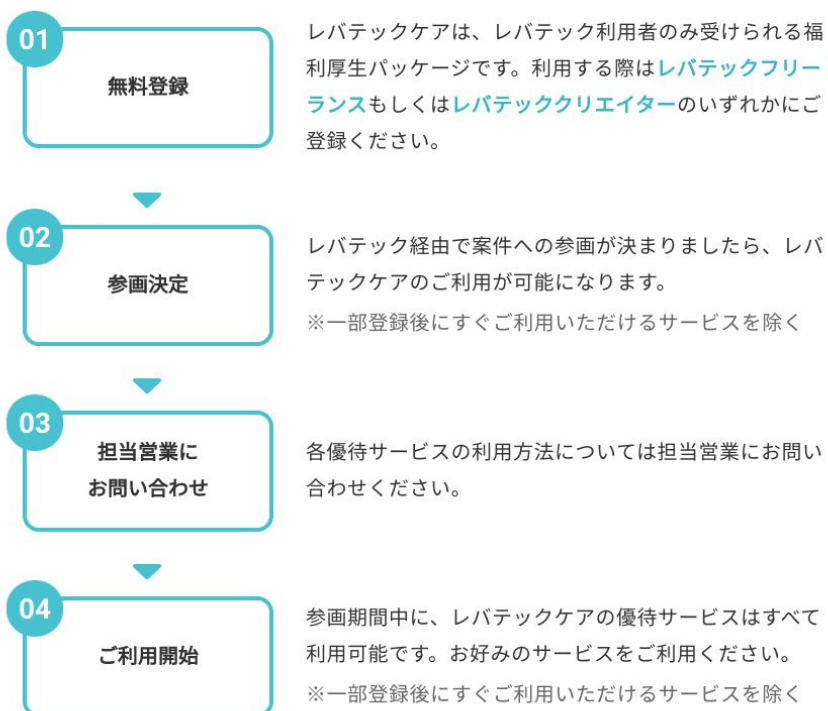 01
無料登録
レバテックケアは、レバテック利用者のみ受けられる福
利厚生パッケージです。利用する際はレバテックフリー
ランスもしくはレバテッククリエイターのいずれかにご
登録ください。
02
参画決定
レバテック経由で案件への参画が決まりましたら、レバ
テックケアのご利用が可能になります。
※一部登録後にすぐご利用いただけるサービスを除く
03
担当営業に
お問い合わせ
各優待サービスの利用方法については担当営業にお問い
合わせください。
04
ご利用開始
参画期間中に、レバテックケアの優待サービスはすべて
利用可能です。お好みのサービスをご利用ください。
※一部登録後にすぐご利用いただけるサービスを除く